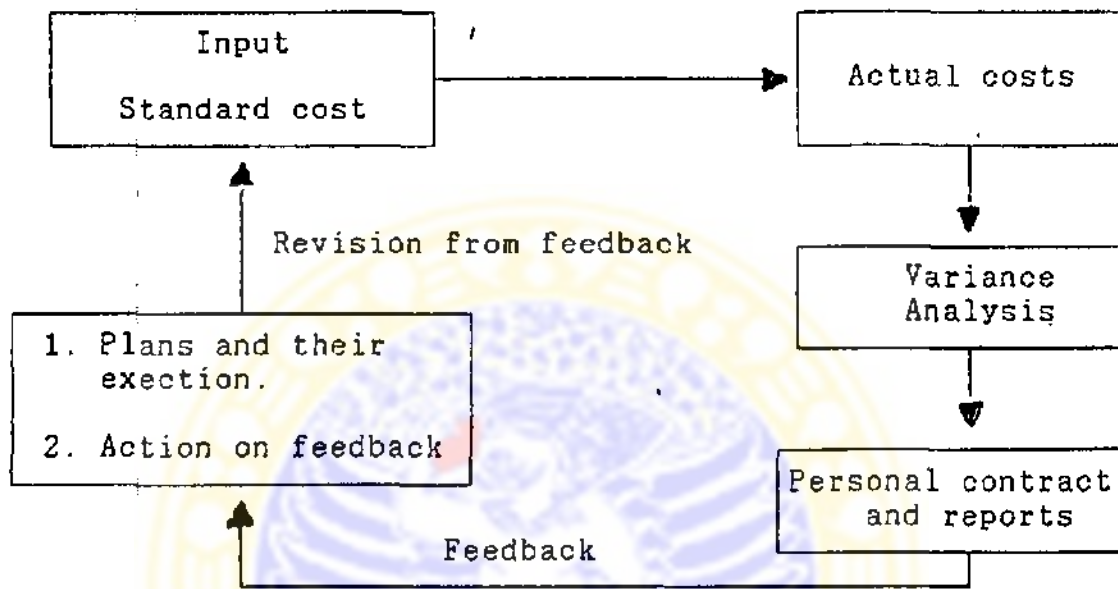 Input
Standard cost
Actual costs
Revision from feedback
Variance
Analysis
1. Plans and their
exection.
2. Action on feedback
Personal contract
and reports
Feedback